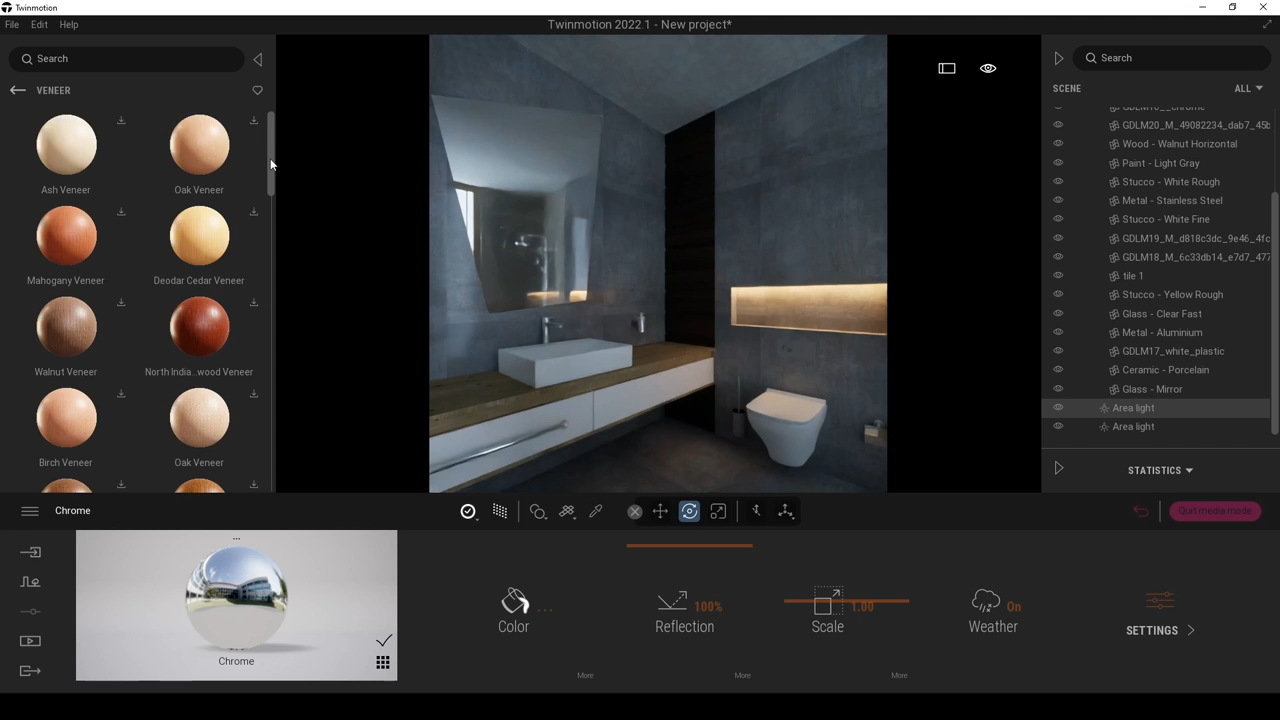 Twinmotion
File Edit Help
Twinmotion 2022.1 - New project*
Search
VENEER
Ash Veneer
Oak Veneer
Mahogany Veneer
Deodar Cedar Veneer
Walnut Veneer
North India...wood Veneer
Birch Veneer
Oak Veneer
Search
SCENE
ALL
GDLM20_M_49082234_dab7_45b
Wood - Walnut Horizontal
Paint - Light Gray
Stucco - White Rough
Metal - Stainless Steel
Stucco - White Fine
GDLM19_M_d818c3dc_9e46_4fc
GDLM18_M_6c33db14_e7d7_477
tile 1
Stucco - Yellow Rough
Glass - Clear Fast
Metal - Aluminium
GDLM17_white_plastic
Ceramic - Porcelain
Glass - Mirror
Area light
Area light
STATISTICS
Chrome
Quit media mode
...
Chrome
Color ...
More
Reflection 100%
More
Scale 1.00
More
Weather On
SETTINGS